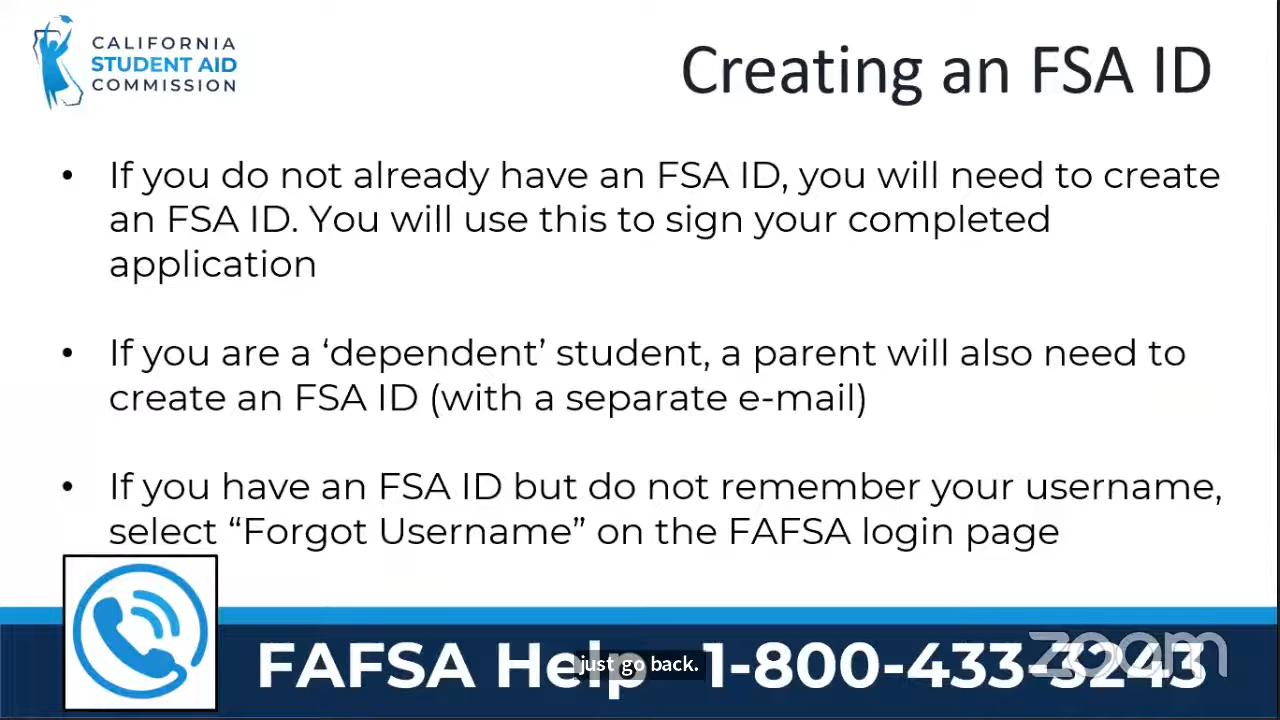 CALIFORNIA
STUDENT AID
COMMISSION
Creating an FSA ID
• If you do not already have an FSA ID, you will need to create
an FSA ID. You will use this to sign your completed
application
• If you are a ‘dependent’ student, a parent will also need to
create an FSA ID (with a separate e-mail)
• If you have an FSA ID but do not remember your username,
select “Forgot Username” on the FAFSA login page
FAFSA Help 1-800-433-3243
just go back.
zoom